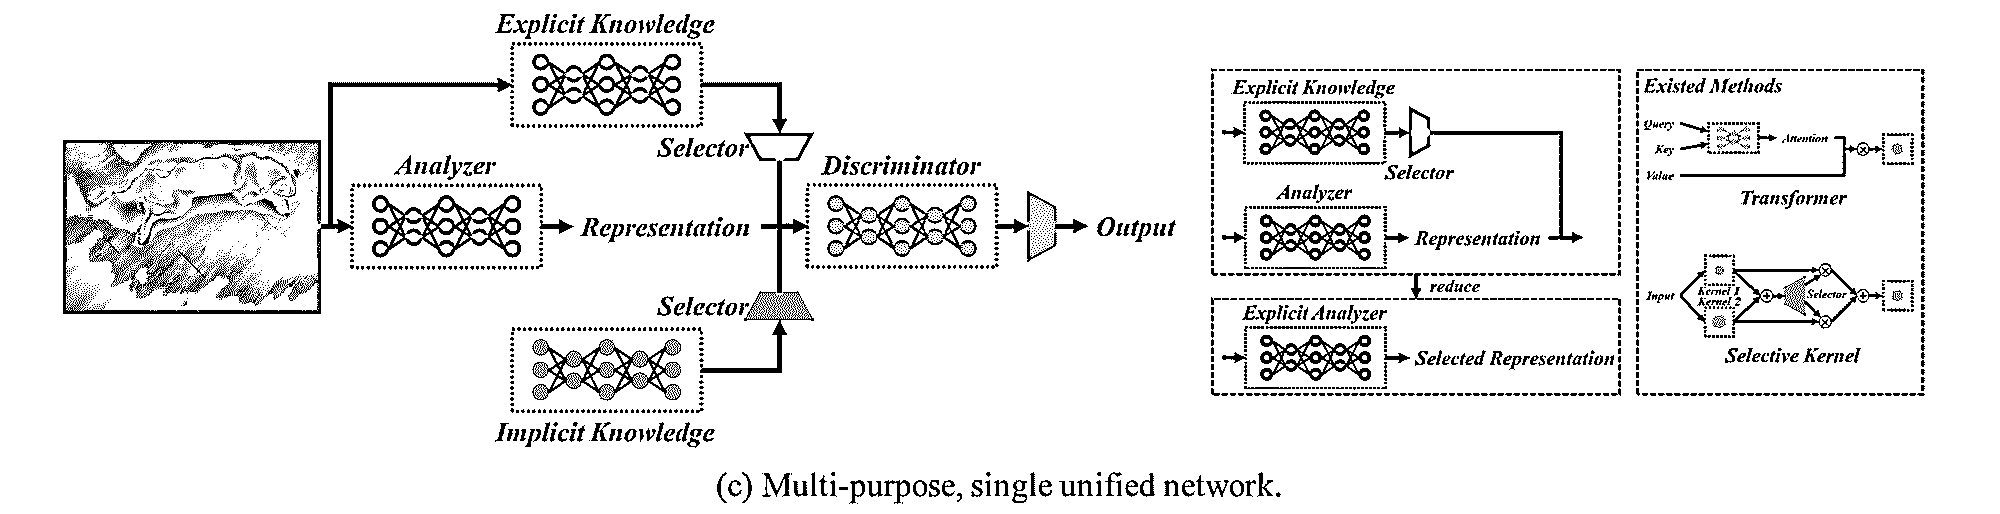 Explicit Knowledge
Selector
Analyzer
Representation
Discriminator
Output
Selector
Implicit Knowledge
Explicit Knowledge
Selector
Analyzer
Representation
reduce
Explicit Analyzer
Selected Representation
Existed Methods
Query
Key
Attention
Value
Transformer
Input
Kernel 1
Kernel 2
Selector
Selective Kernel
(c) Multi-purpose, single unified network.